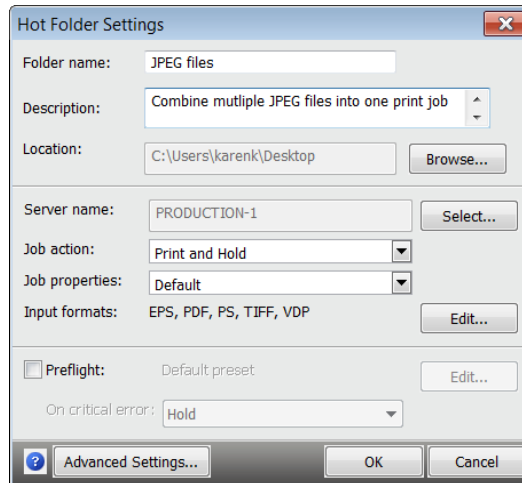 Hot Folder Settings
Folder name: JPEG files
Description: Combine mutliple JPEG files into one print job
Location: C:\Users\karenk\Desktop Browse...
Server name: PRODUCTION-1 Select...
Job action: Print and Hold
Job properties: Default
Input formats: EPS, PDF, PS, TIFF, VDP Edit...
Preflight: Default preset Edit...
On critical error: Hold
? Advanced Settings... OK Cancel